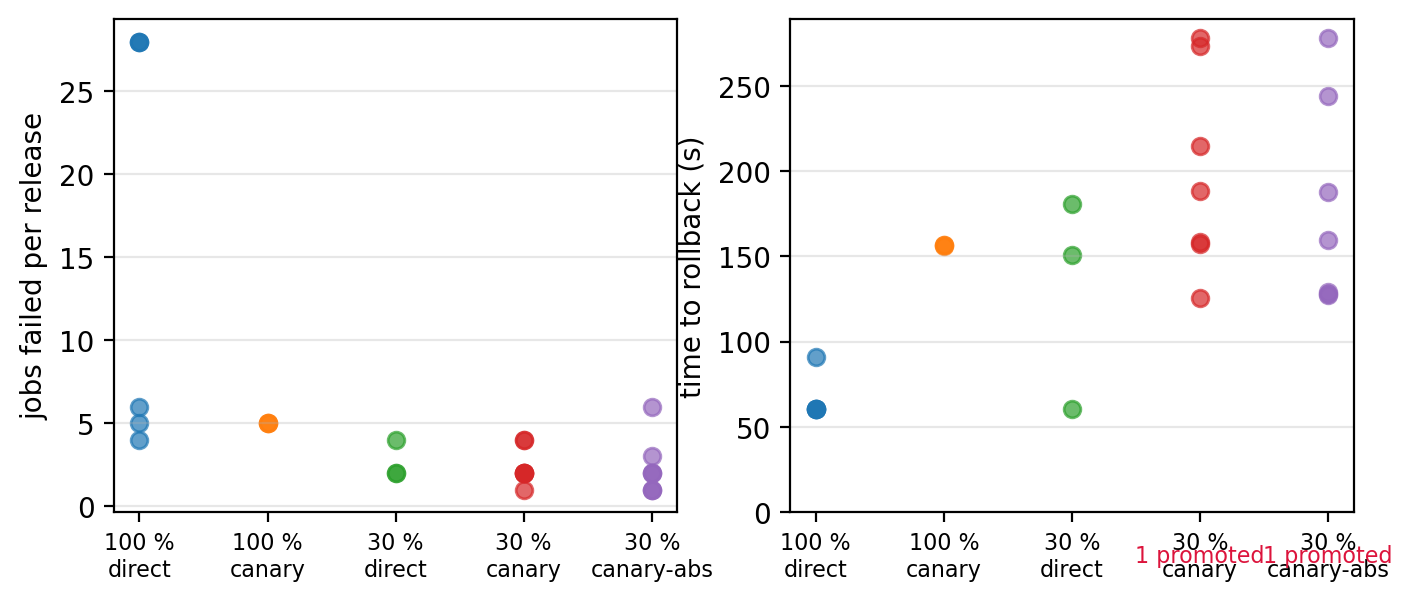 jobs failed per release
25
20
15
10
5
0
100 %
direct
100 %
canary
30 %
direct
30 %
canary
30 %
canary-abs
time to rollback (s)
250
200
150
100
50
0
100 %
direct
100 %
canary
30 %
direct
30 %
canary
30 %
canary-abs
1 promoted
1 promoted